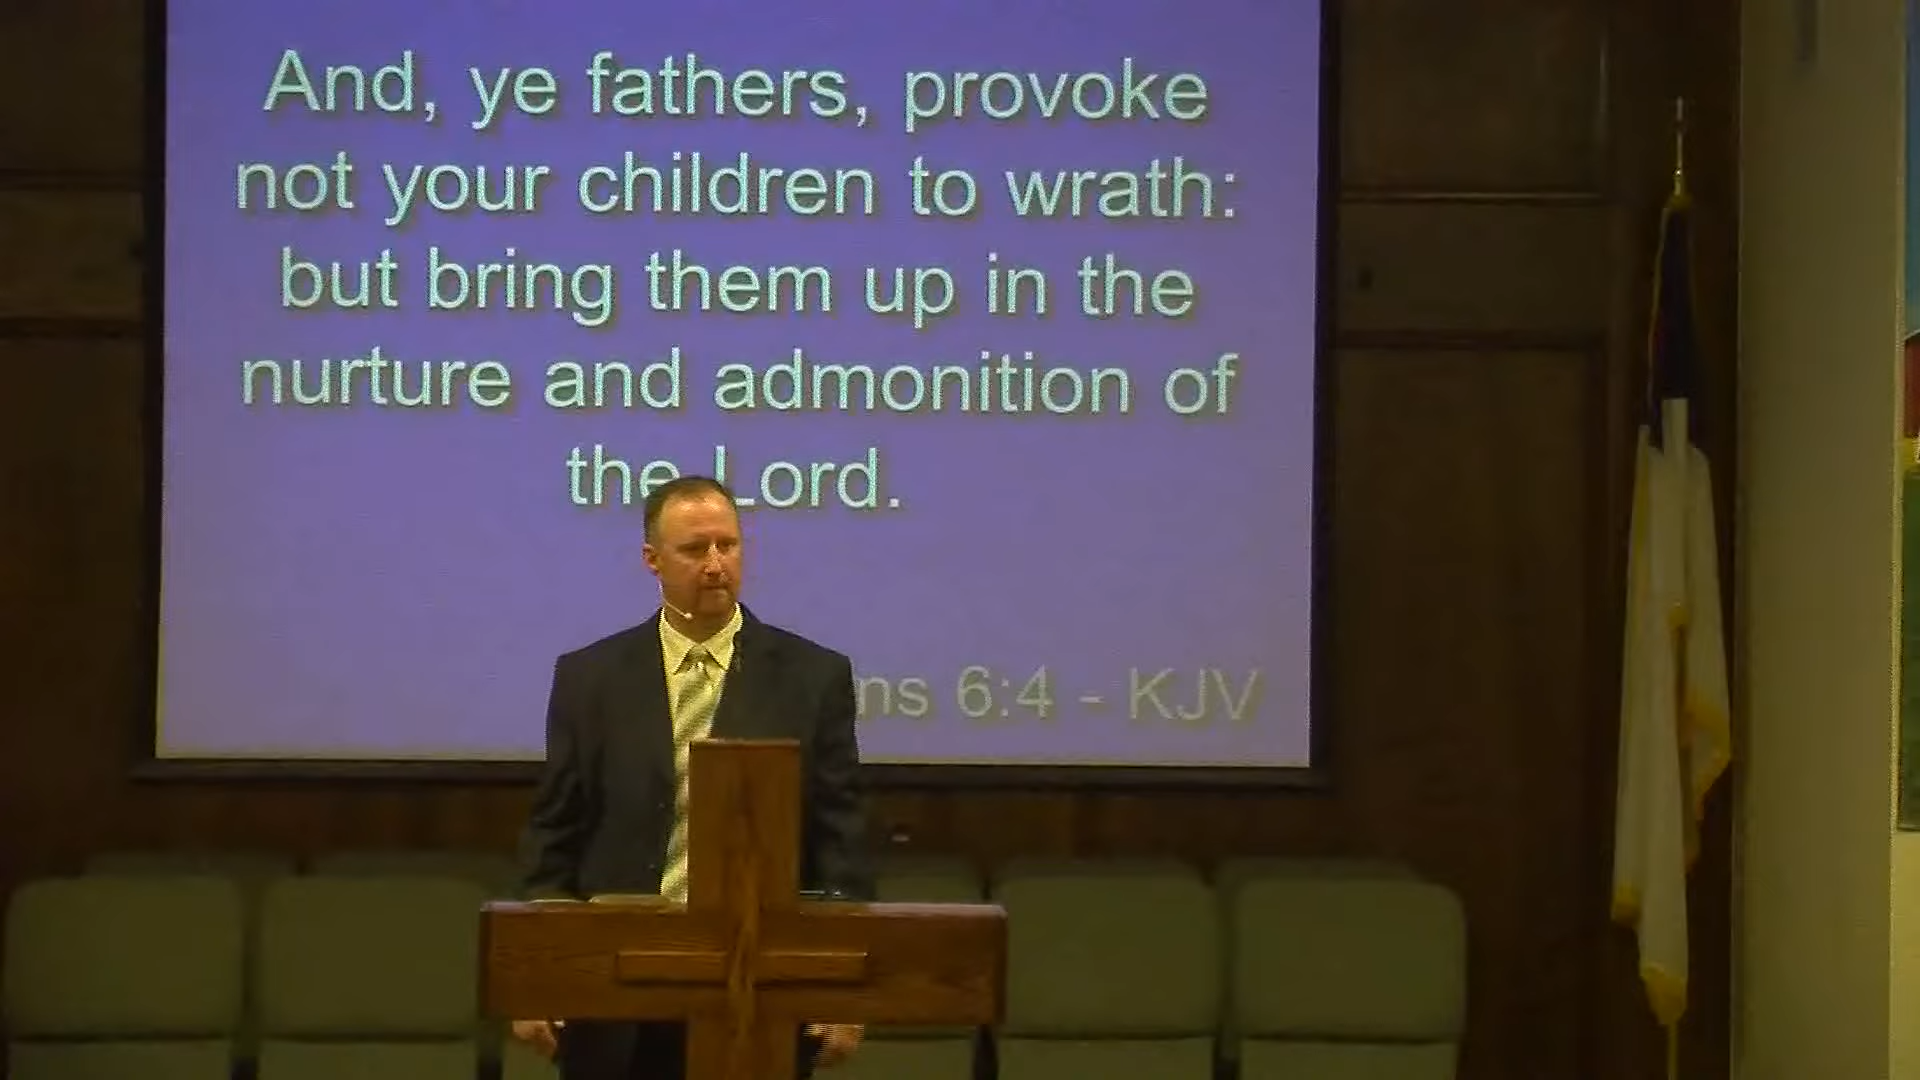 And, ye fathers, provoke
not your children to wrath:
but bring them up in the
nurture and admonition of
the Lord.
ns 6:4 - KJV